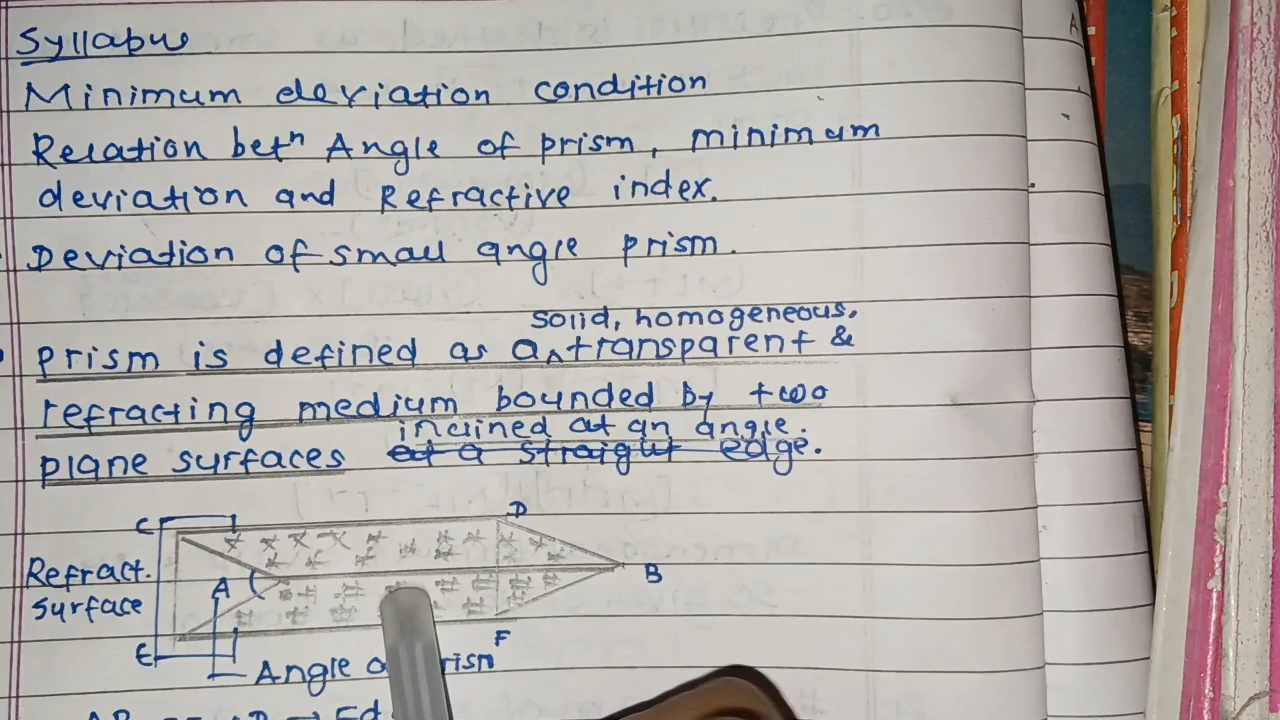 Syllabus
Minimum deviation condition
Relation betn Angle of prism, minimum
deviation and Refractive index.
Deviation of small angle prism.
solid, homogeneous,
prism is defined as a ^ transparent &
refracting medium bounded by two
inclined at an angle.
plane surfaces at a straight edge.
C D
Refract. A B
surface
E F
Angle of prism